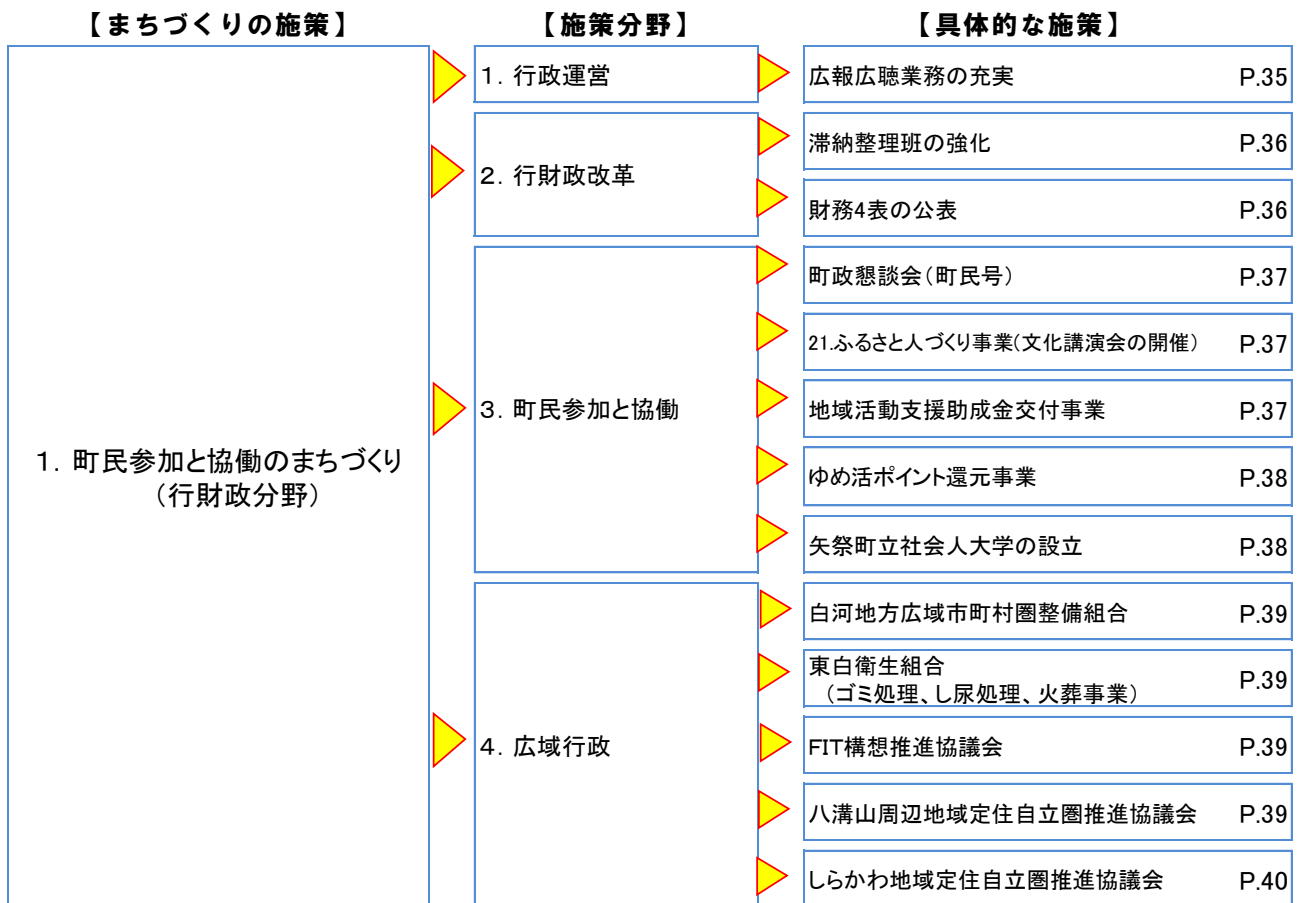 【まちづくりの施策】
【施策分野】
【具体的な施策】
1．町民参加と協働のまちづくり
（行財政分野）
1．行政運営
広報広聴業務の充実 P.35
2．行財政改革
滞納整理班の強化 P.36
財務4表の公表 P.36
3．町民参加と協働
町政懇談会（町民号） P.37
21.ふるさと人づくり事業（文化講演会の開催） P.37
地域活動支援助成金交付事業 P.37
ゆめ活ポイント還元事業 P.38
矢祭町立社会人大学の設立 P.38
4．広域行政
白河地方広域市町村圏整備組合 P.39
東白衛生組合
（ゴミ処理、し尿処理、火葬事業） P.39
FIT構想推進協議会 P.39
八溝山周辺地域定住自立圏推進協議会 P.39
しらかわ地域定住自立圏推進協議会 P.40